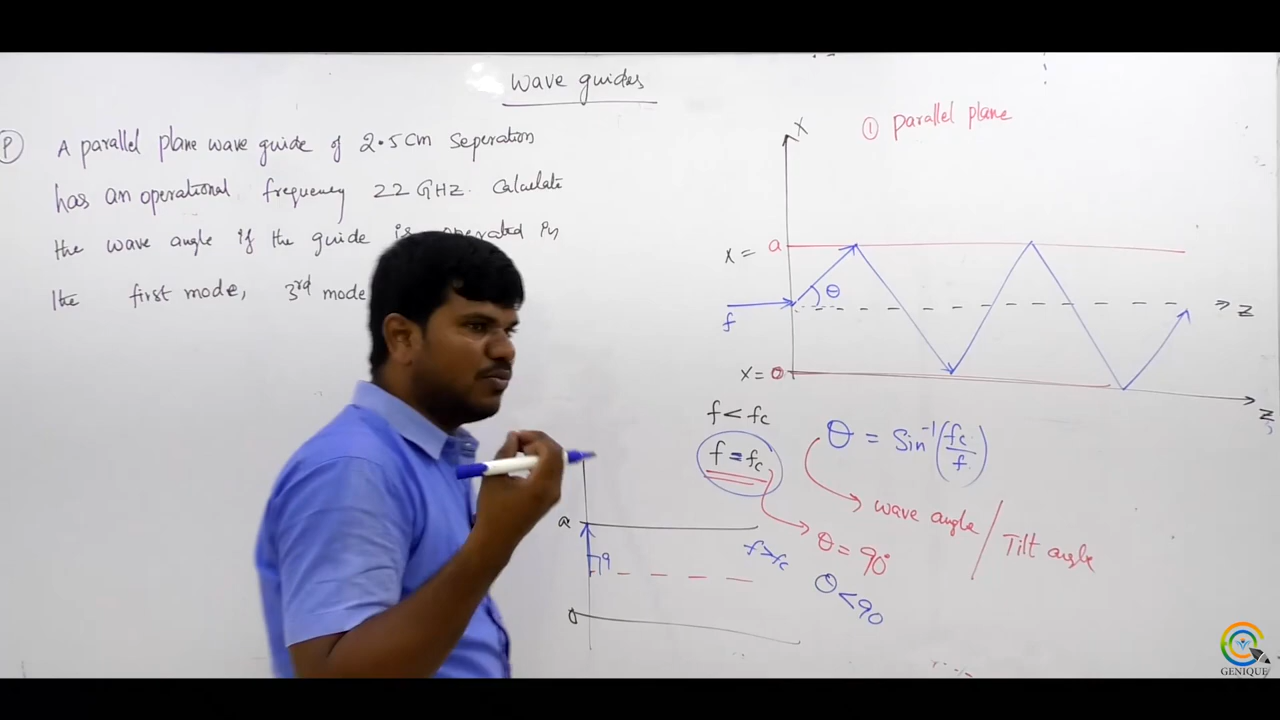 Wave guides
P A parallel plane wave guide of 2.5cm Seperation
has an operational frequency 22 GHz. Calculate
the wave angle if the guide is operated in
the first mode, 3rd mode
① parallel plane
X
x = a
θ
f
z
x = 0
z
f < fc
f = fc
θ = Sin⁻¹(fc/f)
wave angle / Tilt angle
θ = 90°
f > fc
θ < 90
a
0
GENIQUE